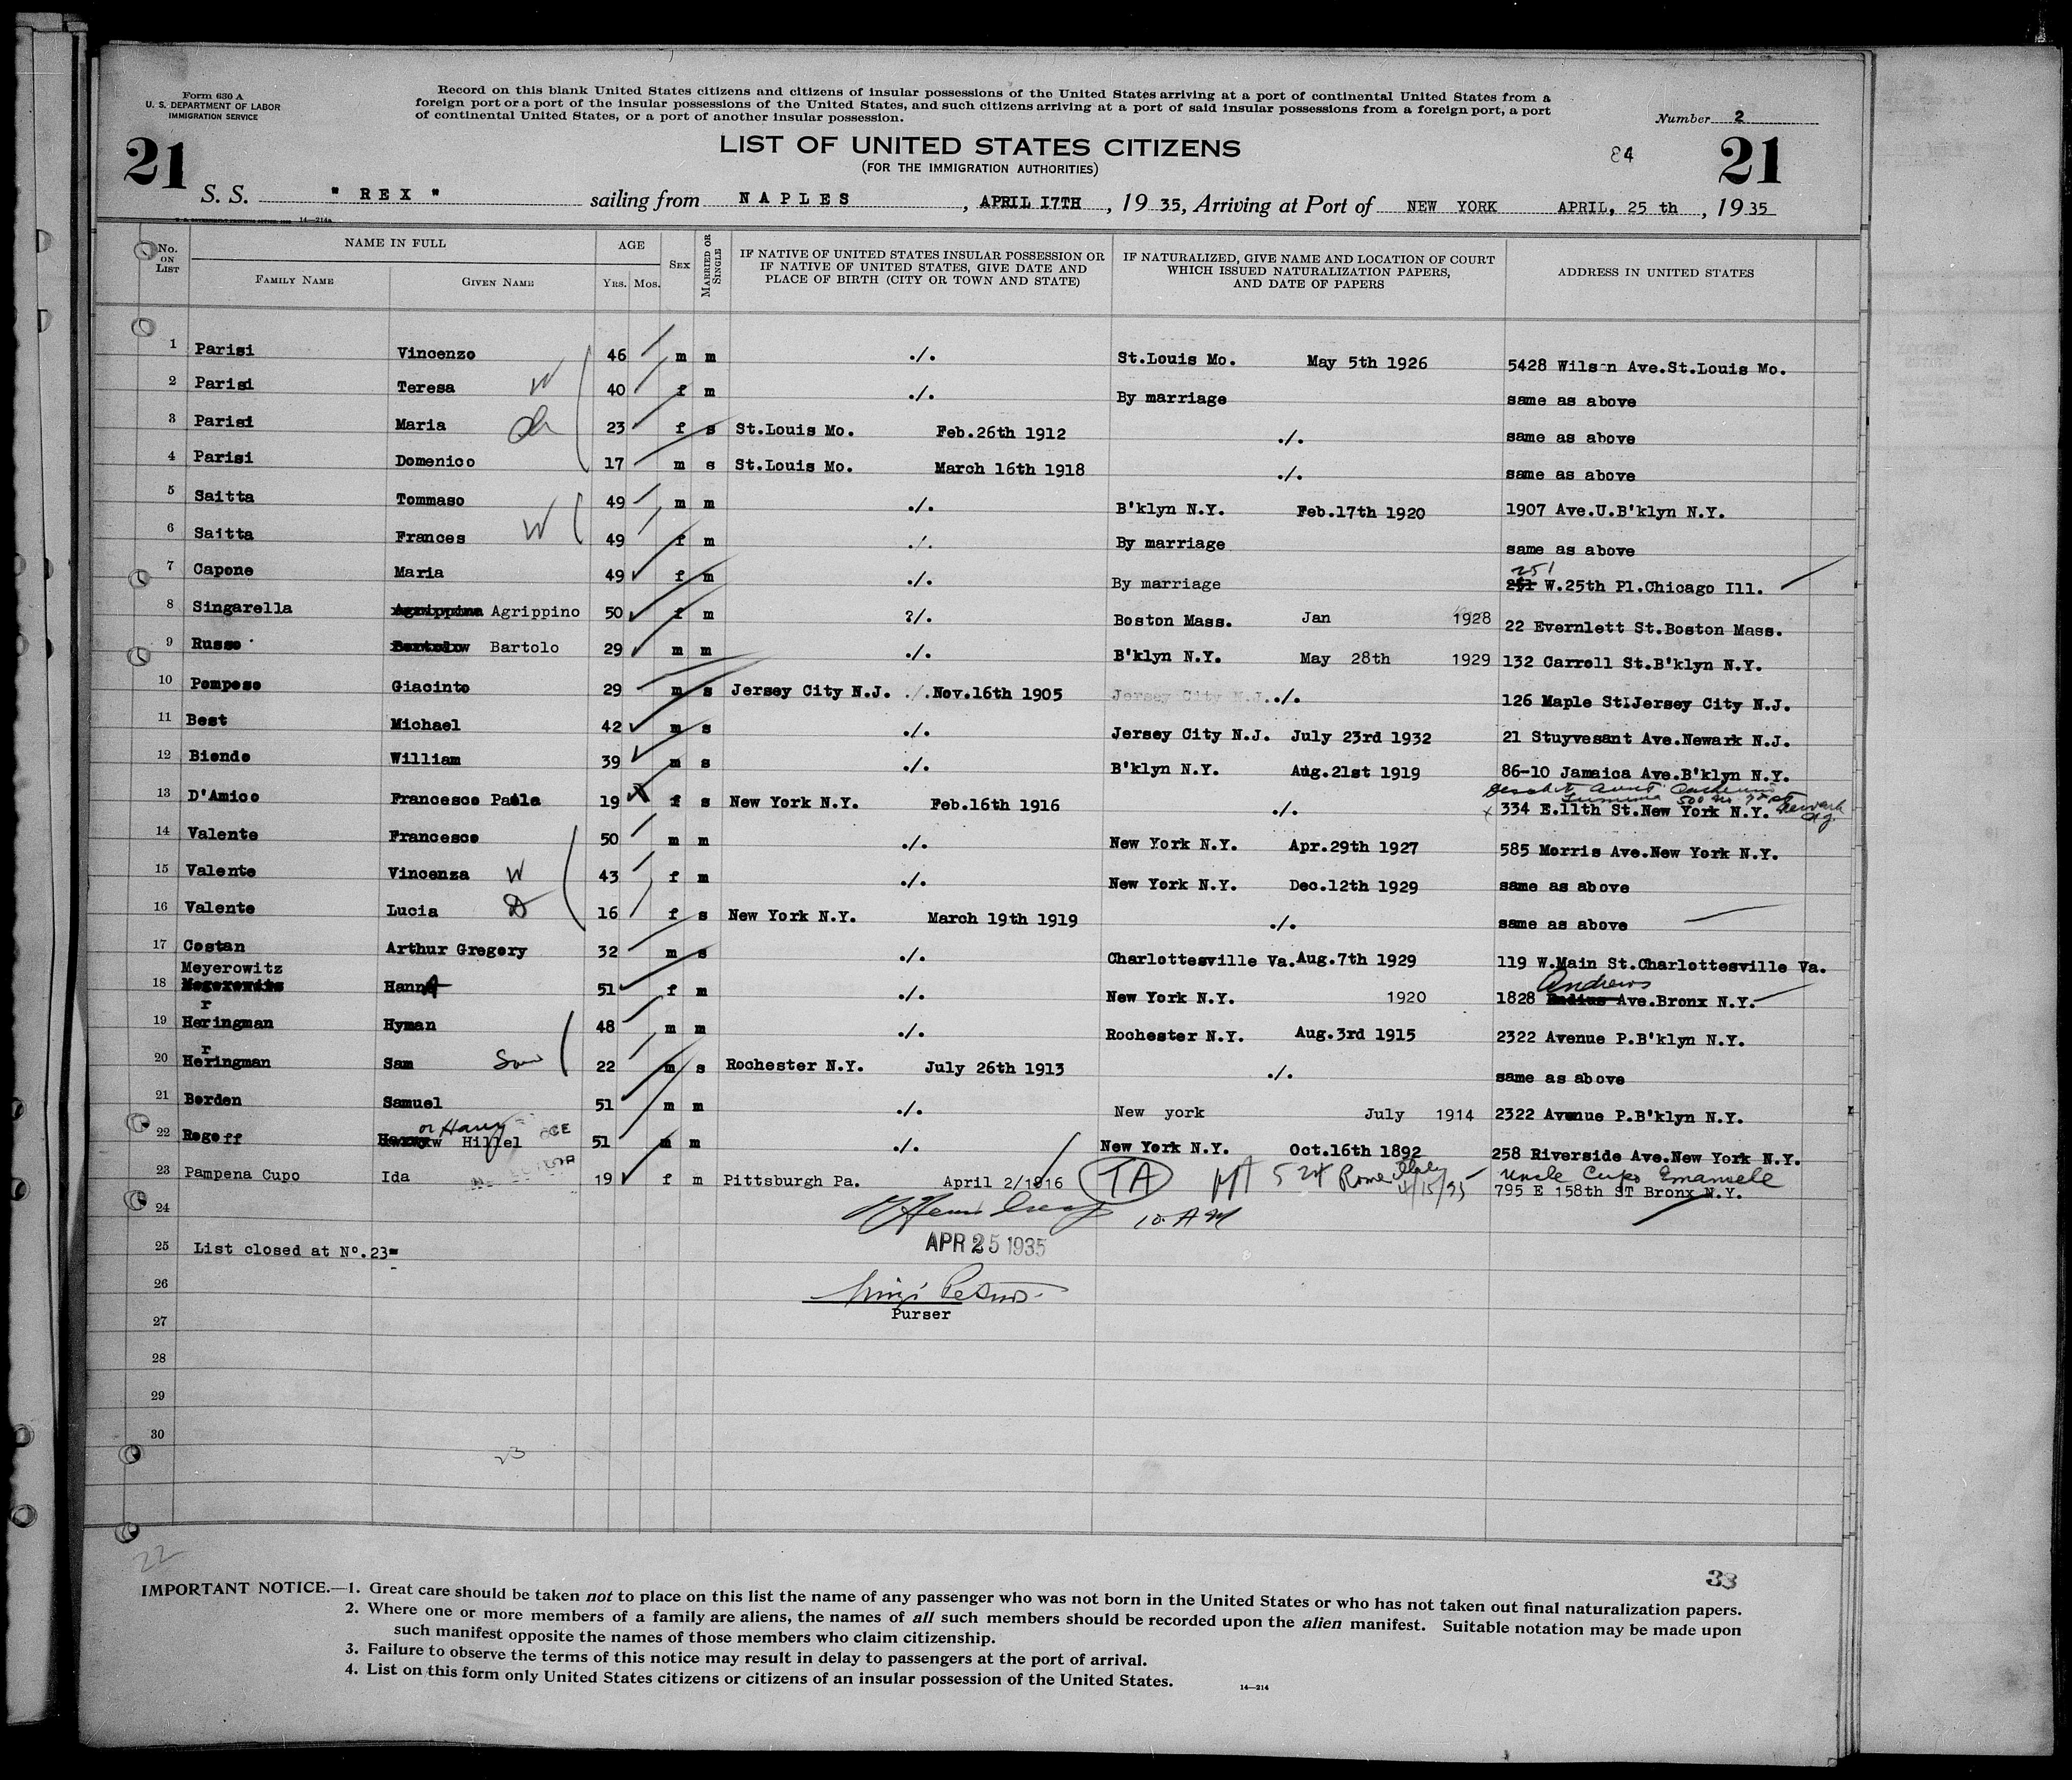 Form 630 A
U. S. DEPARTMENT OF LABOR
IMMIGRATION SERVICE
Record on this blank United States citizens and citizens of insular possessions of the United States arriving at a port of continental United States from a
foreign port or a port of the insular possessions of the United States, and such citizens arriving at a port of said insular possessions from a foreign port, a port
of continental United States, or a port of another insular possession.
Number 2
21 LIST OF UNITED STATES CITIZENS 84 21
(FOR THE IMMIGRATION AUTHORITIES)
S. S. " REX " sailing from NAPLES, APRIL I7TH, 19 35, Arriving at Port of NEW YORK APRIL, 25 th, 19 35
14—214a
No. ON LIST
NAME IN FULL
FAMILY NAME
GIVEN NAME
AGE
YRS. MOS.
SEX
MARRIED OR SINGLE
IF NATIVE OF UNITED STATES INSULAR POSSESSION OR
IF NATIVE OF UNITED STATES, GIVE DATE AND
PLACE OF BIRTH (CITY OR TOWN AND STATE)
IF NATURALIZED, GIVE NAME AND LOCATION OF COURT
WHICH ISSUED NATURALIZATION PAPERS,
AND DATE OF PAPERS
ADDRESS IN UNITED STATES
1 Parisi Vincenzo 46 m m ./. St.Louis Mo. May 5th 1926 5428 Wilson Ave.St.Louis Mo.
2 Parisi Teresa W 40 f m ./. By marriage same as above
3 Parisi Maria 23 f s St.Louis Mo. Feb.26th 1912 ./. same as above
4 Parisi Domenico 17 m s St.Louis Mo. March 16th 1918 ./. same as above
5 Saitta Tommaso 49 m m ./. B'klyn N.Y. Feb.17th 1920 1907 Ave.U.B'klyn N.Y.
6 Saitta Frances W 49 f m ./. By marriage same as above
7 Capone Maria 49 f m ./. By marriage 251 W.25th Pl.Chicago Ill.
8 Singarella Agrippina Agrippino 50 f m ?/. Boston Mass. Jan 1928 22 Evernlett St.Boston Mass.
9 Russo Bartolo 29 m m ./. B'klyn N.Y. May 28th 1929 132 Carroll St.B'klyn N.Y.
10 Pompeso Giacinto 29 m s Jersey City N.J. ./. Nov.16th 1905 Jersey City N.J. ./. 126 Maple StIJersey City N.J.
11 Best Michael 42 m s ./. Jersey City N.J. July 23rd 1932 21 Stuyvesant Ave.Newark N.J.
12 Biondo William 39 m s ./. B'klyn N.Y. Aug.21st 1919 86-10 Jamaica Ave.B'klyn N.Y.
13 D'Amico Francesco Paola 19 f s New York N.Y. Feb.16th 1916 ./. 334 E.11th St.New York N.Y.
14 Valente Francesco 50 m m ./. New York N.Y. Apr.29th 1927 585 Morris Ave.New York N.Y.
15 Valente Vincenza W 43 f m ./. New York N.Y. Dec.12th 1929 same as above
16 Valente Lucia D 16 f s New York N.Y. March 19th 1919 ./. same as above
17 Costan Arthur Gregory 32 m s ./. Charlottesville Va. Aug.7th 1929 119 W.Main St.Charlottesville Va.
Meyerowitz Andrews
18 HannA 51 f m ./. New York N.Y. 1920 1828 Ave.Bronx N.Y.
r
19 Heringman Hyman 48 m m ./. Rochester N.Y. Aug.3rd 1915 2322 Avenue P.B'klyn N.Y.
r
20 Heringman Sam Son 22 m s Rochester N.Y. July 26th 1913 ./. same as above
21 Borden Samuel 51 m m ./. New york July 1914 2322 Avenue P.B'klyn N.Y.
or Harry
22 Rogoff Hillel 51 m m ./. New York N.Y. Oct.16th 1892 258 Riverside Ave.New York N.Y.
Uncle Cupo Emanuele
23 Pampena Cupo Ida 19 f m Pittsburgh Pa. April 2/1916 TA Rome Italy 4/15/35 795 E 158th ST Bronx N.Y.
24 10 AM
APR 25 1935
25 List closed at Nº.23=
26
Purser
27
28
29
30
23
22
33
IMPORTANT NOTICE.—1. Great care should be taken not to place on this list the name of any passenger who was not born in the United States or who has not taken out final naturalization papers.
2. Where one or more members of a family are aliens, the names of all such members should be recorded upon the alien manifest. Suitable notation may be made upon
such manifest opposite the names of those members who claim citizenship.
3. Failure to observe the terms of this notice may result in delay to passengers at the port of arrival.
4. List on this form only United States citizens or citizens of an insular possession of the United States.
14—214